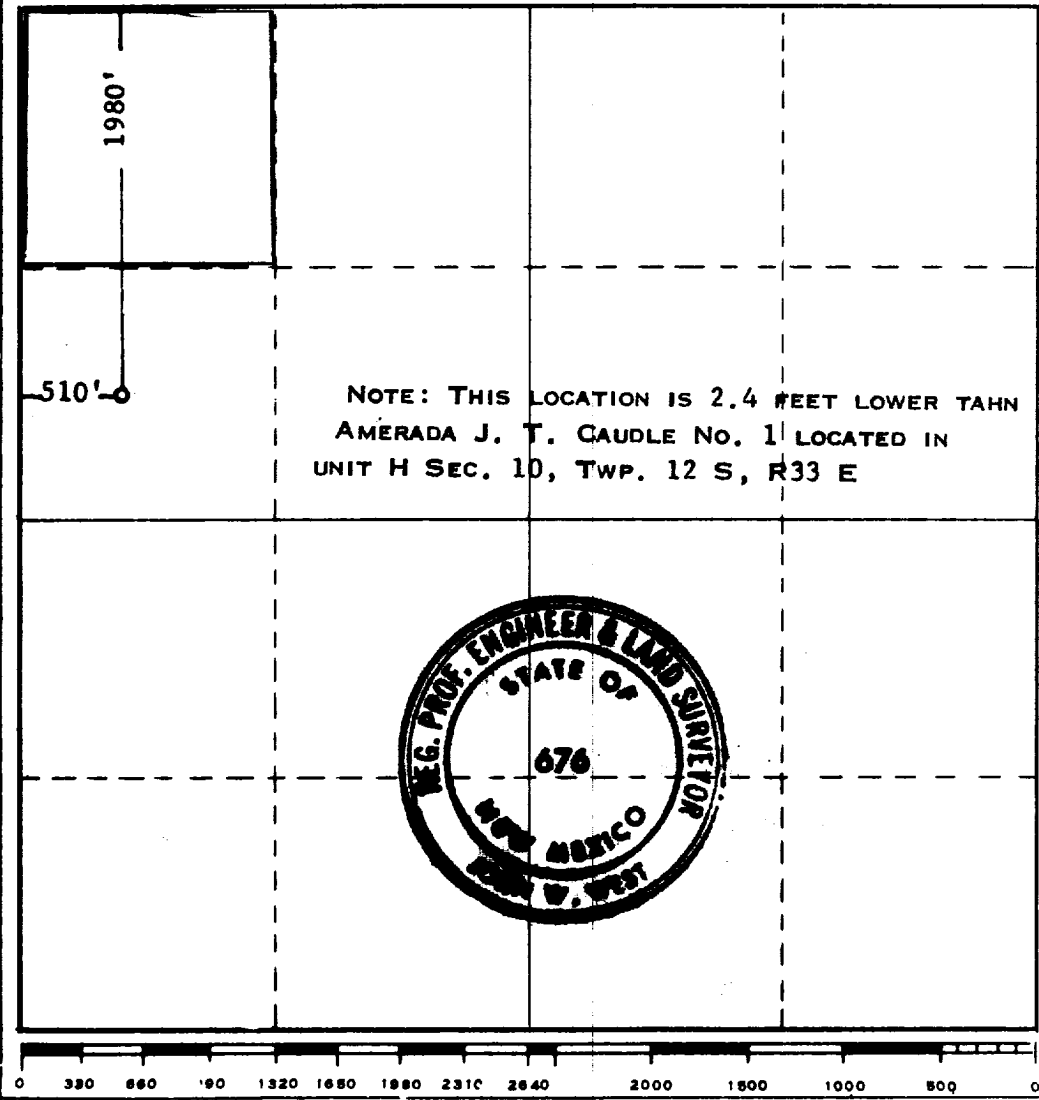 1980'
510'
NOTE: THIS LOCATION IS 2.4 FEET LOWER TAHN
AMERADA J. T. CAUDLE NO. 1 LOCATED IN
UNIT H SEC. 10, TWP. 12 S, R33 E
REG. PROF. ENGINEER & LAND SURVEYOR
STATE OF
676
NEW MEXICO
JOHN W. WEST
0 330 660 '90 1320 1650 1980 2310 2640 2000 1500 1000 500 0